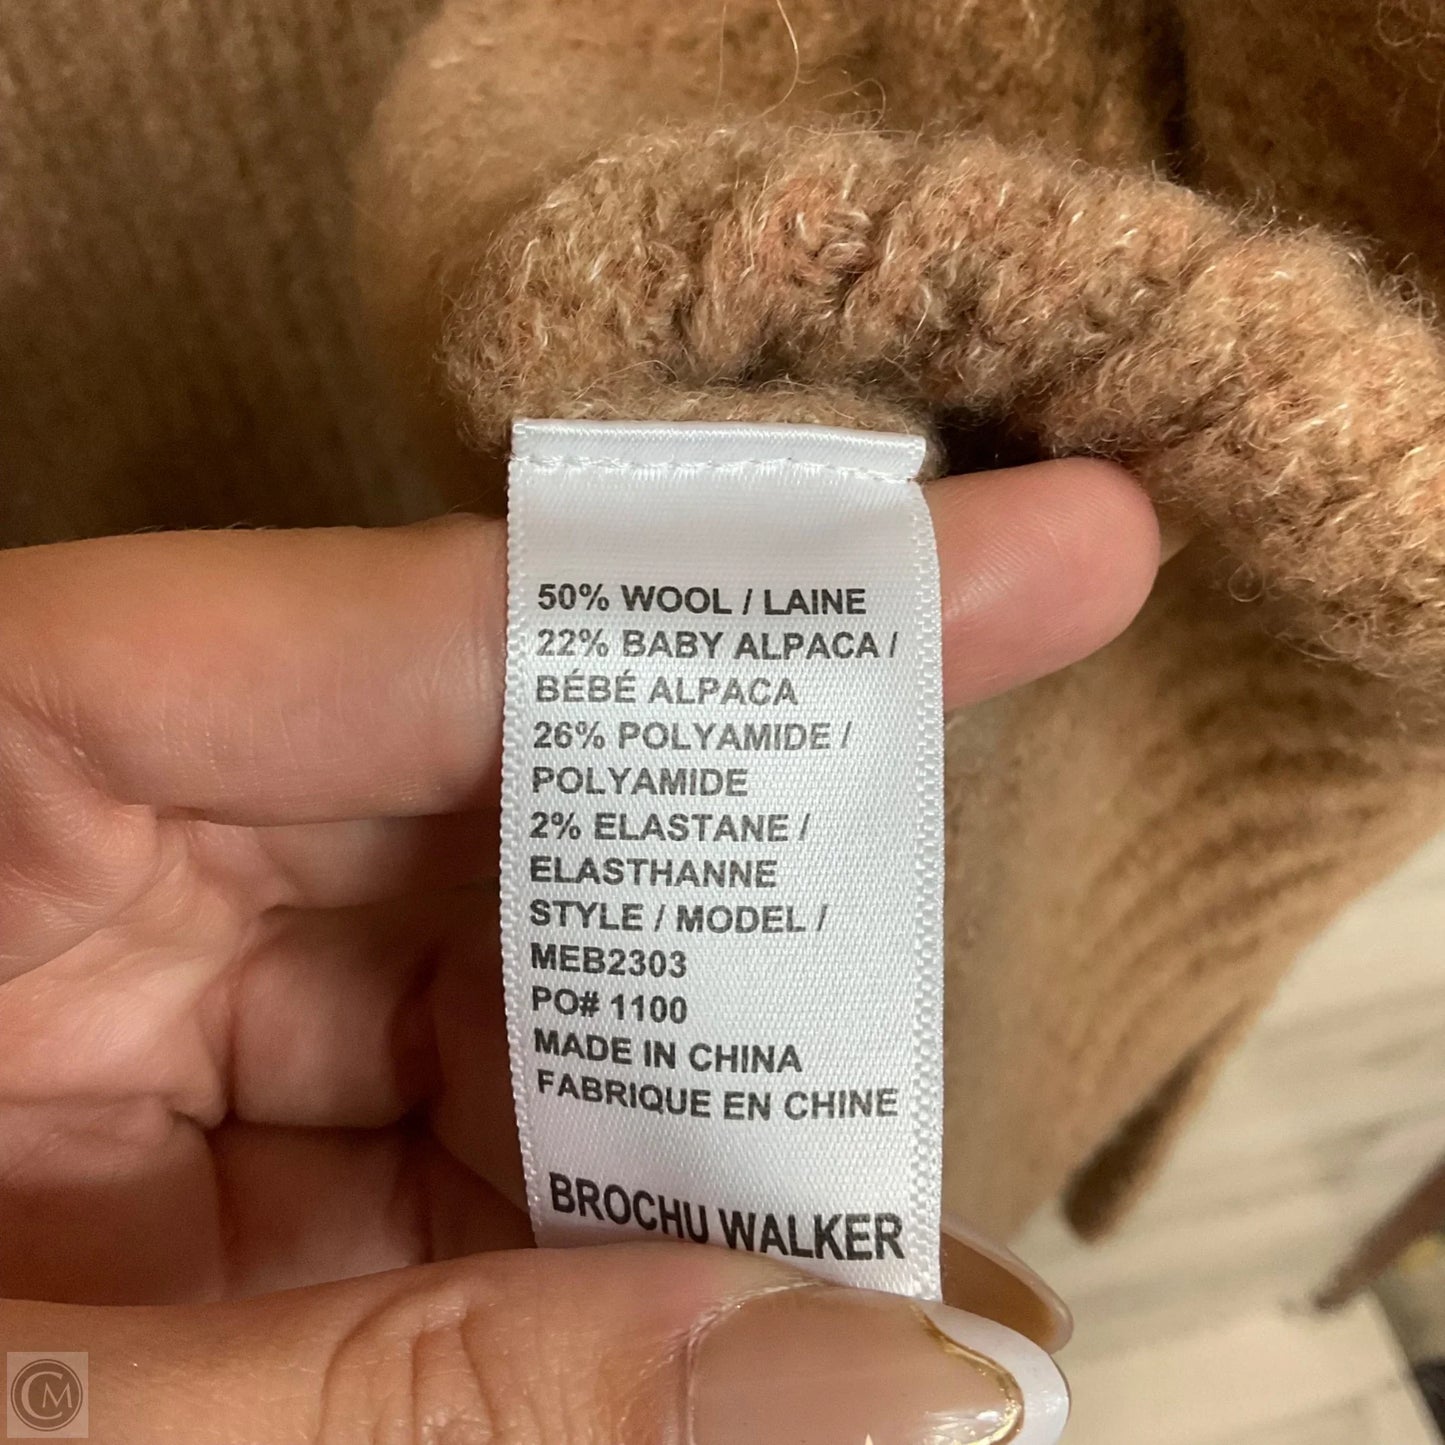 50% WOOL / LAINE
22% BABY ALPACA /
BÉBÉ ALPACA
26% POLYAMIDE /
POLYAMIDE
2% ELASTANE /
ELASTHANNE
STYLE / MODEL /
MEB2303
PO# 1100
MADE IN CHINA
FABRIQUE EN CHINE
BROCHU WALKER
CM